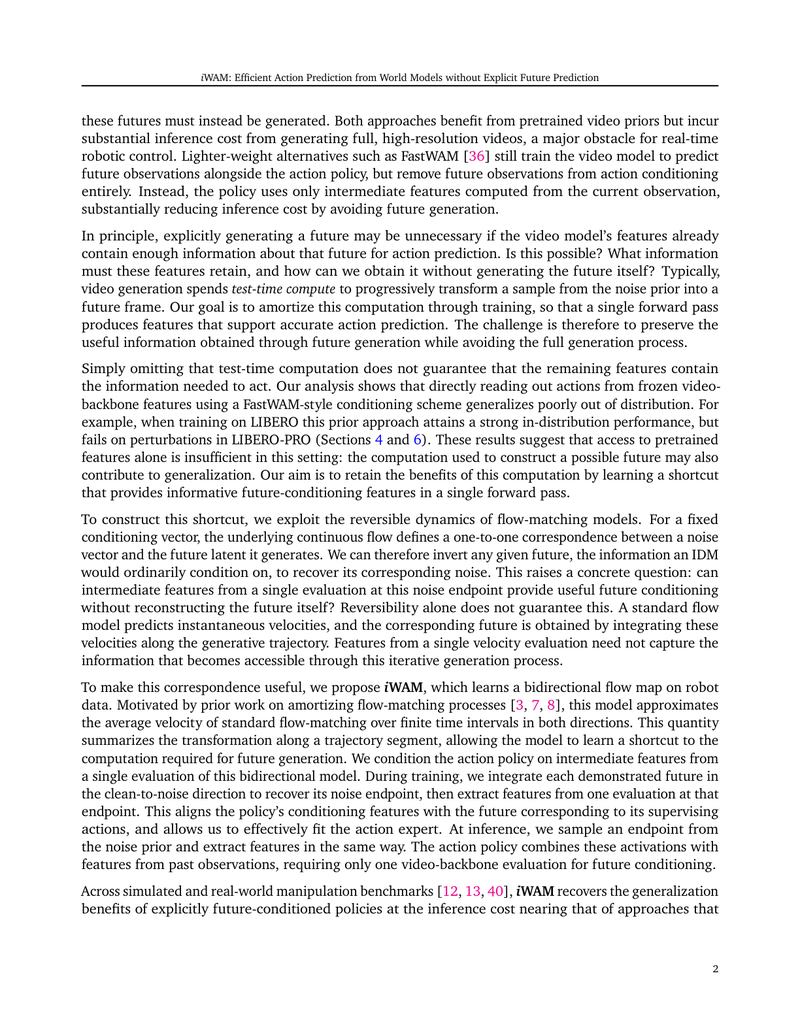 iWAM: Efficient Action Prediction from World Models without Explicit Future Prediction
these futures must instead be generated. Both approaches benefit from pretrained video priors but incur
substantial inference cost from generating full, high-resolution videos, a major obstacle for real-time
robotic control. Lighter-weight alternatives such as FastWAM [36] still train the video model to predict
future observations alongside the action policy, but remove future observations from action conditioning
entirely. Instead, the policy uses only intermediate features computed from the current observation,
substantially reducing inference cost by avoiding future generation.
In principle, explicitly generating a future may be unnecessary if the video model's features already
contain enough information about that future for action prediction. Is this possible? What information
must these features retain, and how can we obtain it without generating the future itself? Typically,
video generation spends test-time compute to progressively transform a sample from the noise prior into a
future frame. Our goal is to amortize this computation through training, so that a single forward pass
produces features that support accurate action prediction. The challenge is therefore to preserve the
useful information obtained through future generation while avoiding the full generation process.
Simply omitting that test-time computation does not guarantee that the remaining features contain
the information needed to act. Our analysis shows that directly reading out actions from frozen video-
backbone features using a FastWAM-style conditioning scheme generalizes poorly out of distribution. For
example, when training on LIBERO this prior approach attains a strong in-distribution performance, but
fails on perturbations in LIBERO-PRO (Sections 4 and 6). These results suggest that access to pretrained
features alone is insufficient in this setting: the computation used to construct a possible future may also
contribute to generalization. Our aim is to retain the benefits of this computation by learning a shortcut
that provides informative future-conditioning features in a single forward pass.
To construct this shortcut, we exploit the reversible dynamics of flow-matching models. For a fixed
conditioning vector, the underlying continuous flow defines a one-to-one correspondence between a noise
vector and the future latent it generates. We can therefore invert any given future, the information an IDM
would ordinarily condition on, to recover its corresponding noise. This raises a concrete question: can
intermediate features from a single evaluation at this noise endpoint provide useful future conditioning
without reconstructing the future itself? Reversibility alone does not guarantee this. A standard flow
model predicts instantaneous velocities, and the corresponding future is obtained by integrating these
velocities along the generative trajectory. Features from a single velocity evaluation need not capture the
information that becomes accessible through this iterative generation process.
To make this correspondence useful, we propose iWAM, which learns a bidirectional flow map on robot
data. Motivated by prior work on amortizing flow-matching processes [3, 7, 8], this model approximates
the average velocity of standard flow-matching over finite time intervals in both directions. This quantity
summarizes the transformation along a trajectory segment, allowing the model to learn a shortcut to the
computation required for future generation. We condition the action policy on intermediate features from
a single evaluation of this bidirectional model. During training, we integrate each demonstrated future in
the clean-to-noise direction to recover its noise endpoint, then extract features from one evaluation at that
endpoint. This aligns the policy's conditioning features with the future corresponding to its supervising
actions, and allows us to effectively fit the action expert. At inference, we sample an endpoint from
the noise prior and extract features in the same way. The action policy combines these activations with
features from past observations, requiring only one video-backbone evaluation for future conditioning.
Across simulated and real-world manipulation benchmarks [12, 13, 40], iWAM recovers the generalization
benefits of explicitly future-conditioned policies at the inference cost nearing that of approaches that
2